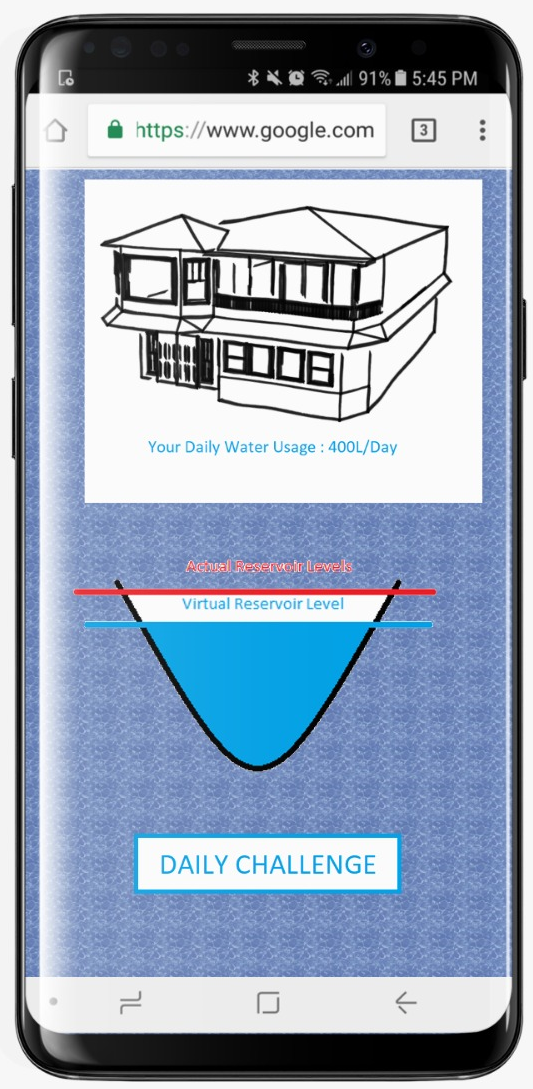 91% 5:45 PM
https://www.google.com
3
Your Daily Water Usage : 400L/Day
Actual Reservoir Levels
Virtual Reservoir Level
DAILY CHALLENGE